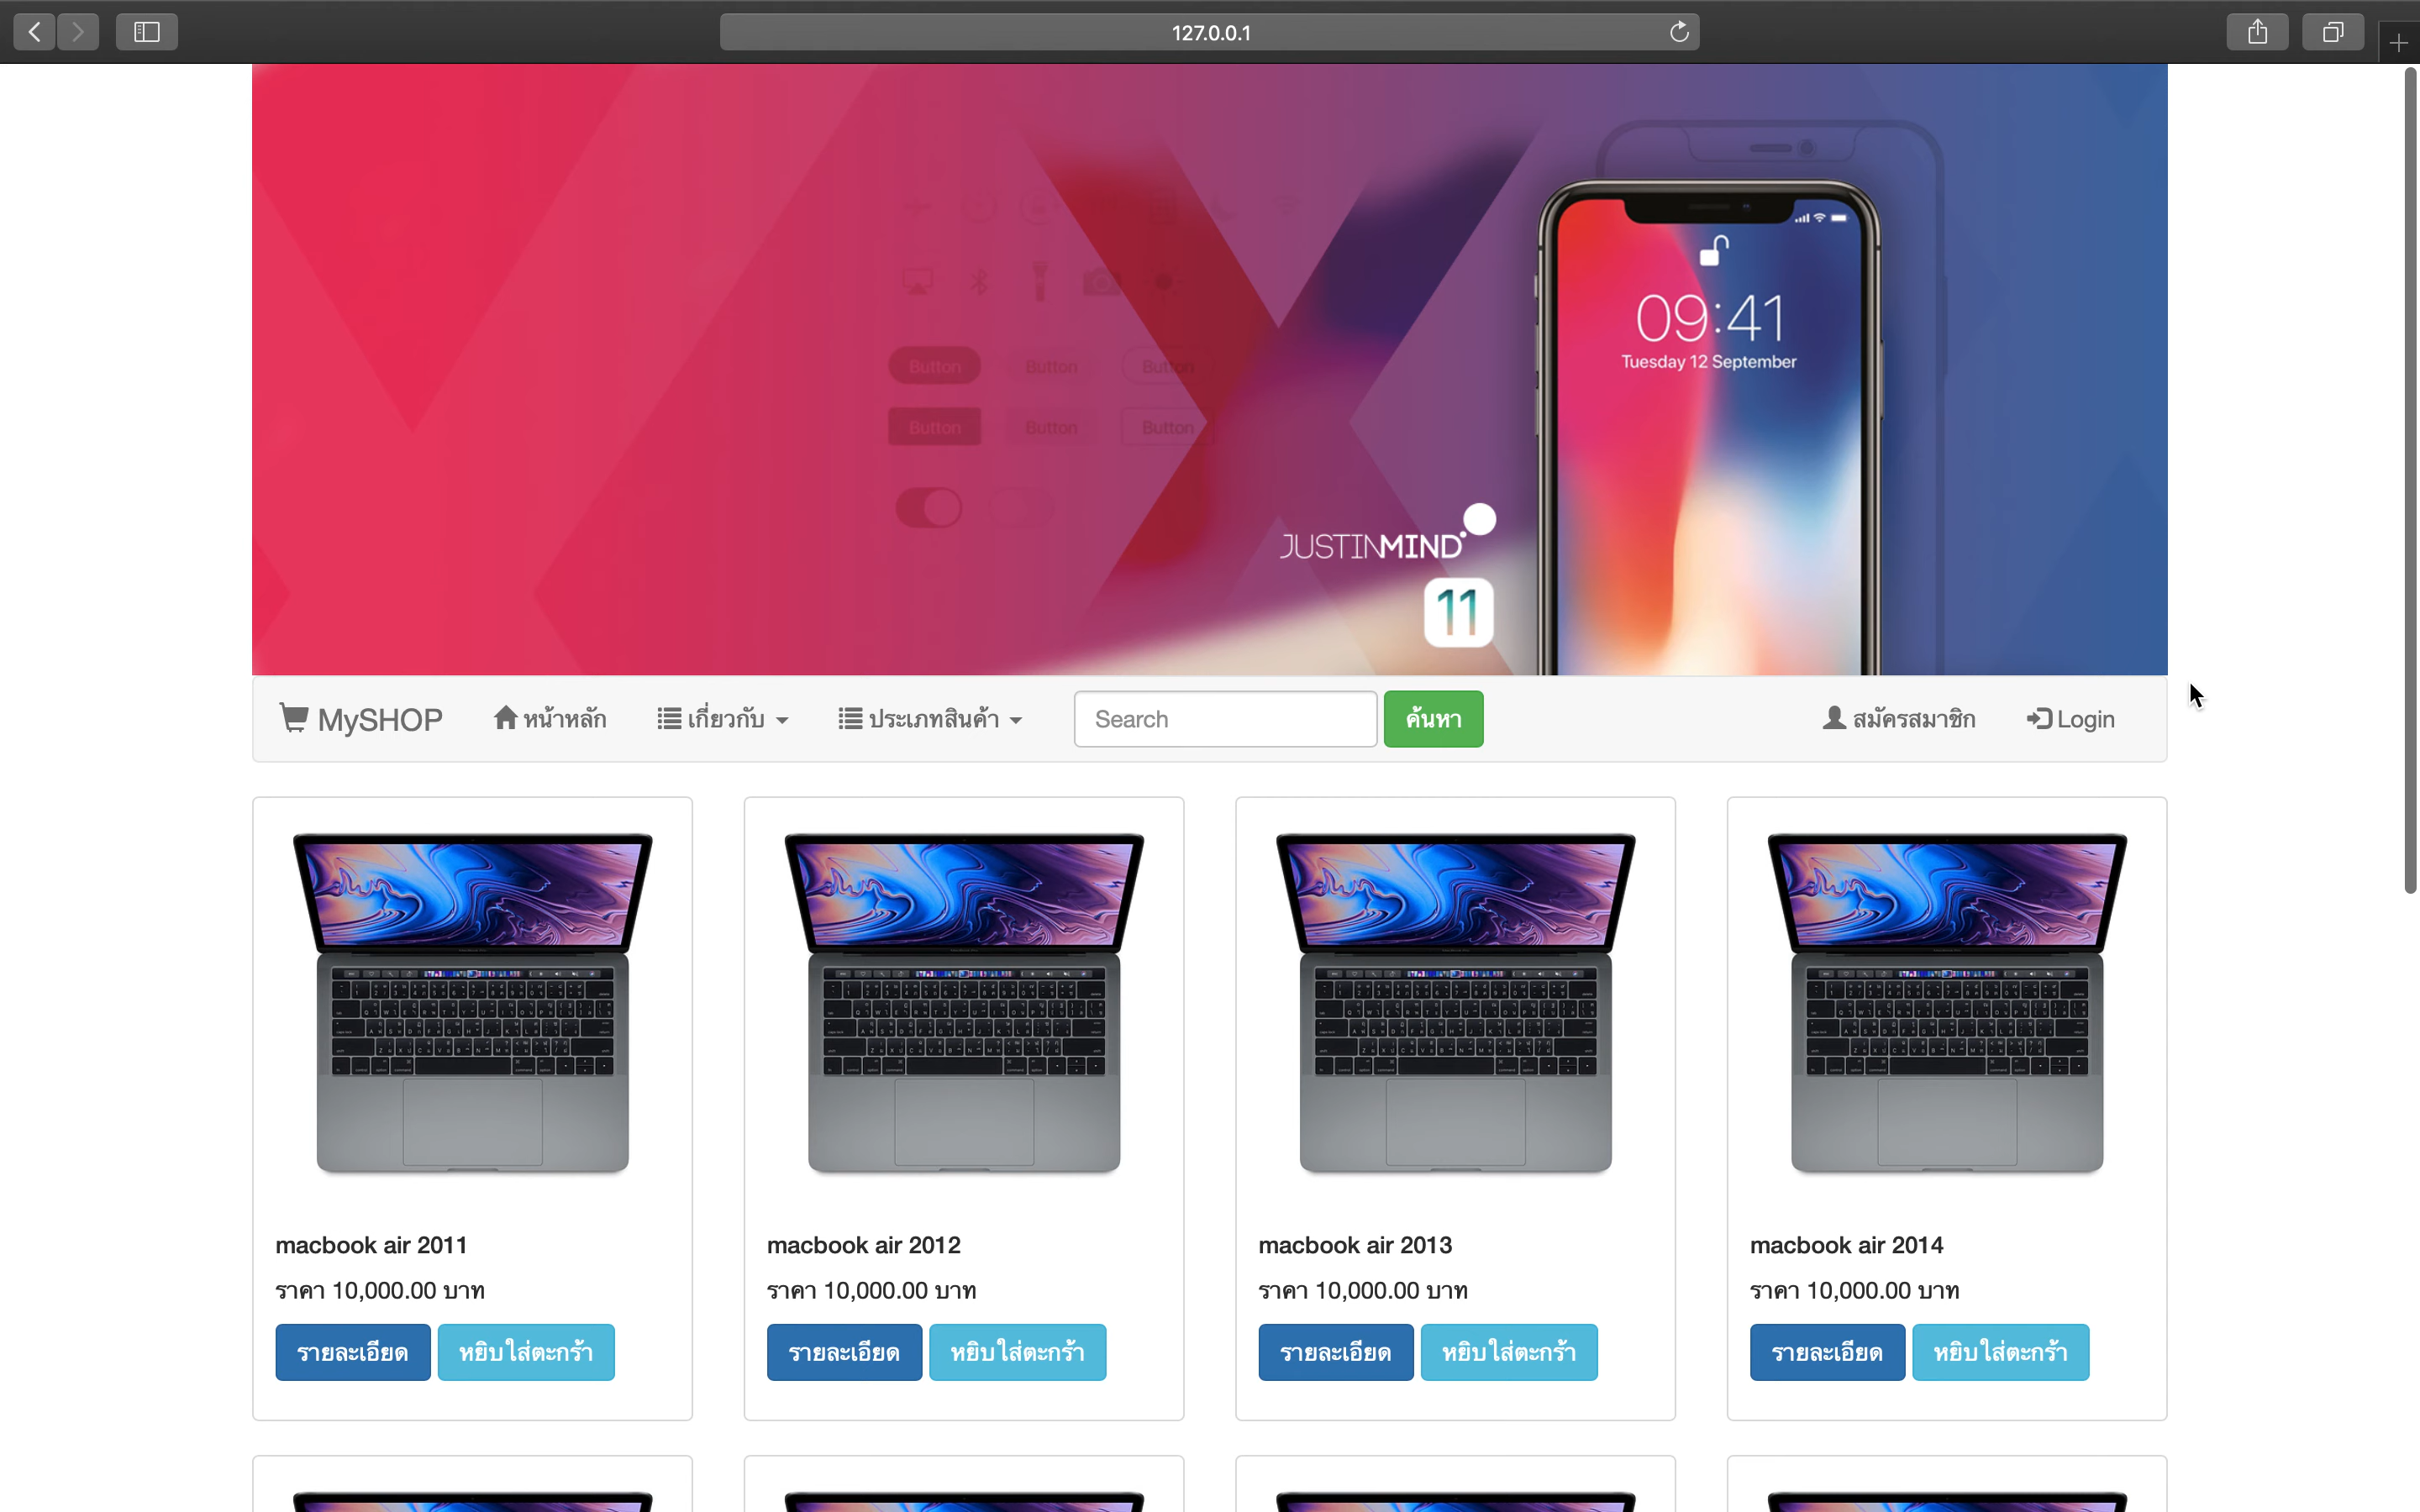 127.0.0.1
09:41
Tuesday 12 September
Button Button Button
Button Button Button
JUSTINMIND
11
MySHOP หน้าหลัก เกี่ยวกับ ประเภทสินค้า Search ค้นหา สมัครสมาชิก Login
macbook air 2011 macbook air 2012 macbook air 2013 macbook air 2014
ราคา 10,000.00 บาท ราคา 10,000.00 บาท ราคา 10,000.00 บาท ราคา 10,000.00 บาท
รายละเอียด หยิบใส่ตะกร้า รายละเอียด หยิบใส่ตะกร้า รายละเอียด หยิบใส่ตะกร้า รายละเอียด หยิบใส่ตะกร้า